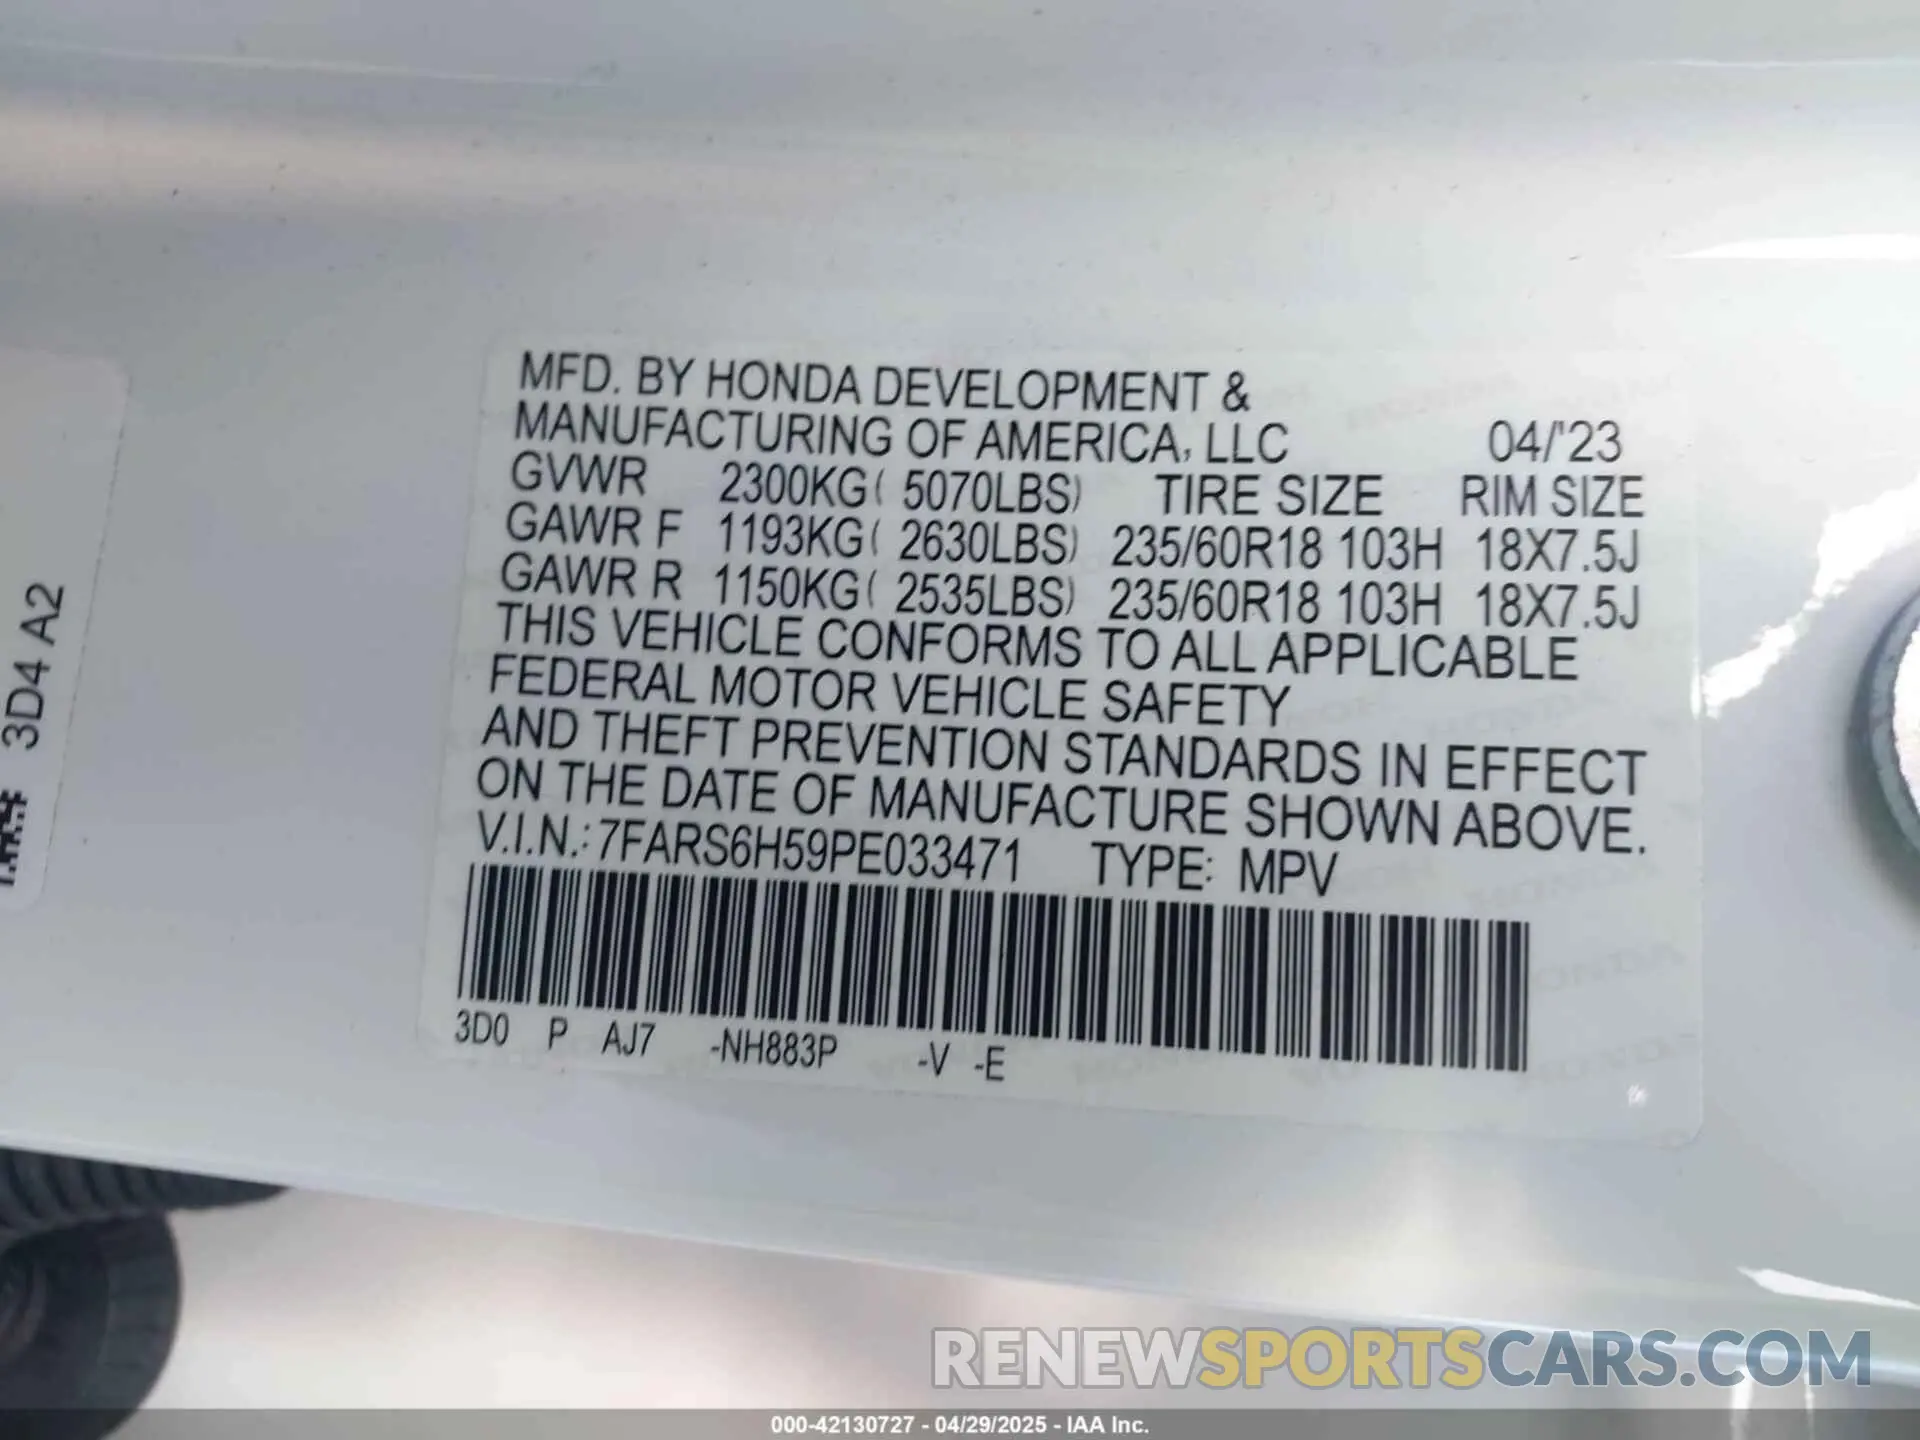 MFD. BY HONDA DEVELOPMENT &
MANUFACTURING OF AMERICA, LLC 04/'23
GVWR 2300KG( 5070LBS) TIRE SIZE RIM SIZE
GAWR F 1193KG( 2630LBS) 235/60R18 103H 18X7.5J
GAWR R 1150KG( 2535LBS) 235/60R18 103H 18X7.5J
THIS VEHICLE CONFORMS TO ALL APPLICABLE
FEDERAL MOTOR VEHICLE SAFETY
AND THEFT PREVENTION STANDARDS IN EFFECT
ON THE DATE OF MANUFACTURE SHOWN ABOVE.
V.I.N.: 7FARS6H59PE033471 TYPE: MPV
3D0 P AJ7 -NH883P -V -E
3D4 A2
RENEWSPORTSCARS.COM
000-42130727 - 04/29/2025 - IAA Inc.